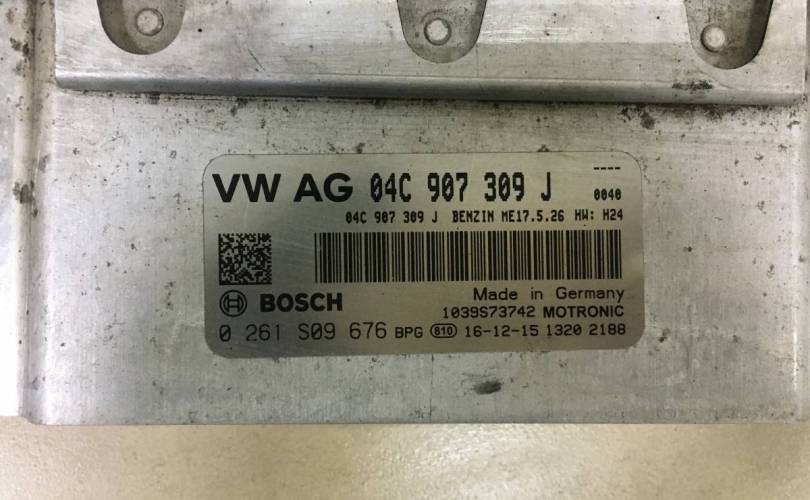 ----
VW AG 04C 907 309 J 0040
04C 907 309 J BENZIN ME17.5.26 HW: H24
BOSCH
Made in Germany
1039S73742 MOTRONIC
0 261 S09 676 BPG 810 16-12-15 1320 2188